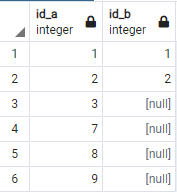 id_a id_b
integer integer
1 1 1
2 2 2
3 3 [null]
4 7 [null]
5 8 [null]
6 9 [null]